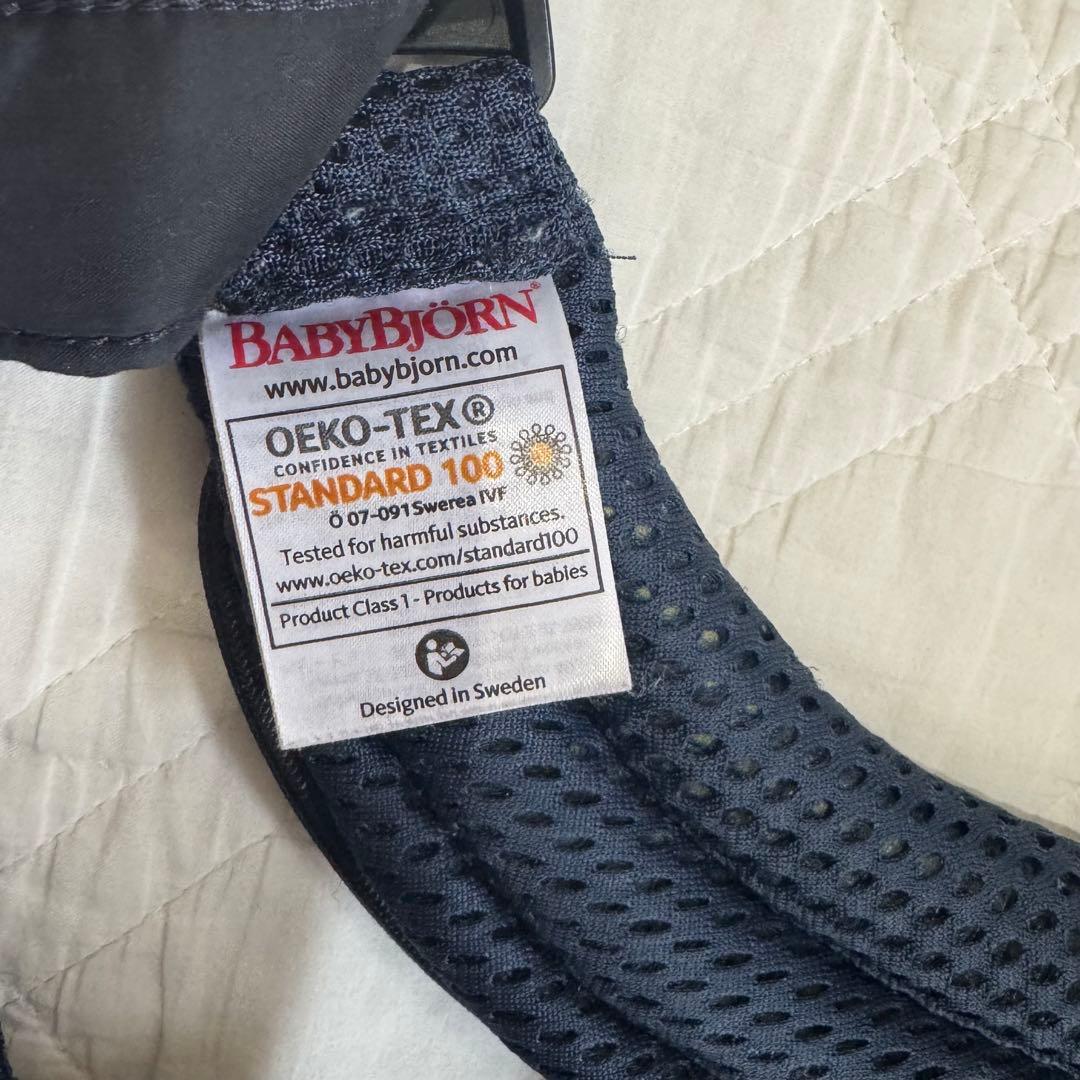 BABYBJÖRN®
www.babybjorn.com
OEKO-TEX®
CONFIDENCE IN TEXTILES
STANDARD 100
Ö 07-091 Swerea IVF
Tested for harmful substances.
www.oeko-tex.com/standard100
Product Class 1 - Products for babies
Designed in Sweden